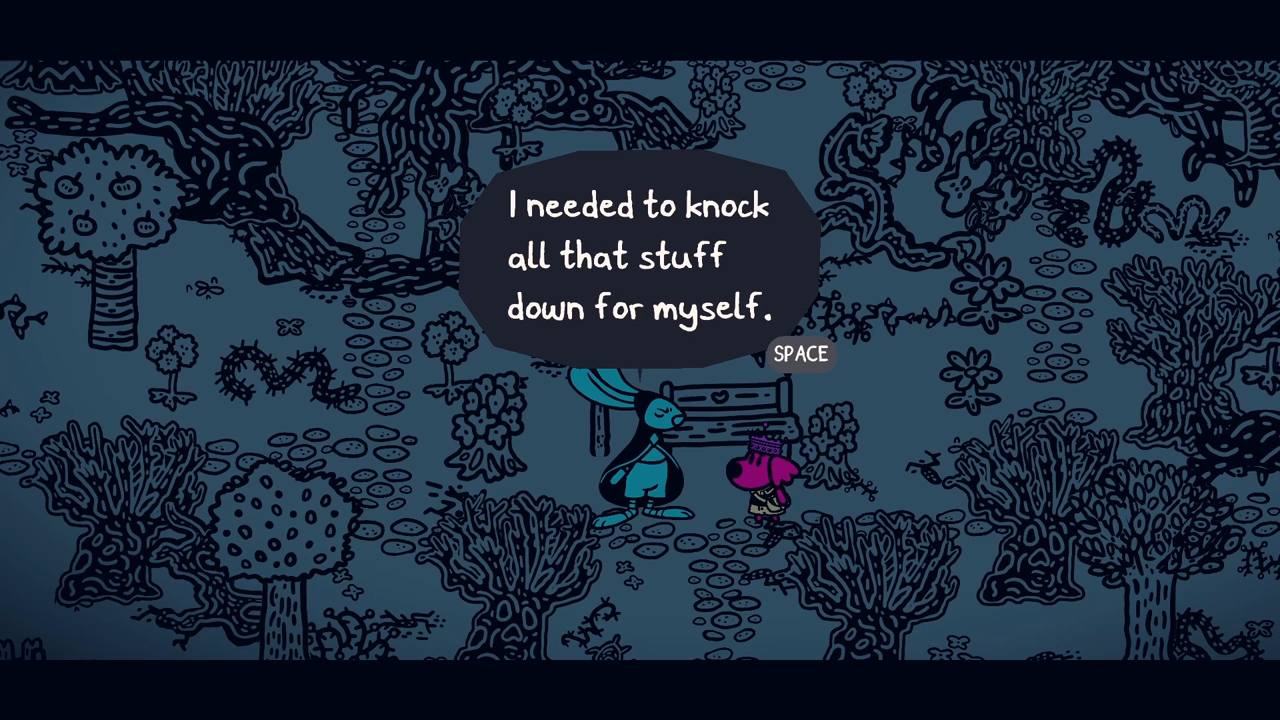 I needed to knock
all that stuff
down for myself.
SPACE